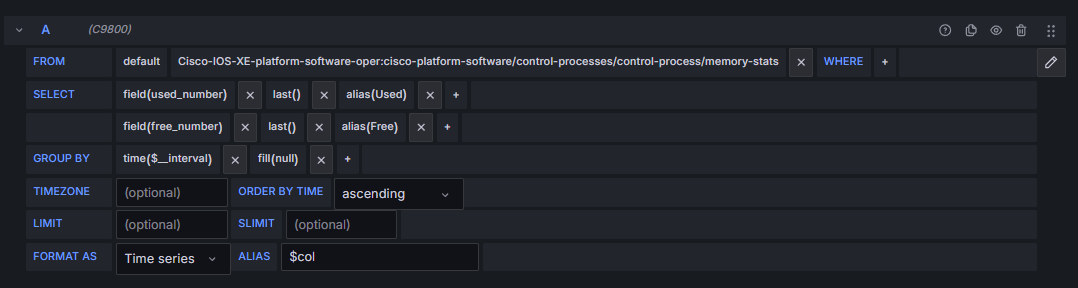 A (C9800)
FROM default Cisco-IOS-XE-platform-software-oper:cisco-platform-software/control-processes/control-process/memory-stats × WHERE +
SELECT field(used_number) × last() × alias(Used) × +
field(free_number) × last() × alias(Free) × +
GROUP BY time($__interval) × fill(null) × +
TIMEZONE (optional) ORDER BY TIME ascending
LIMIT (optional) SLIMIT (optional)
FORMAT AS Time series ALIAS $col